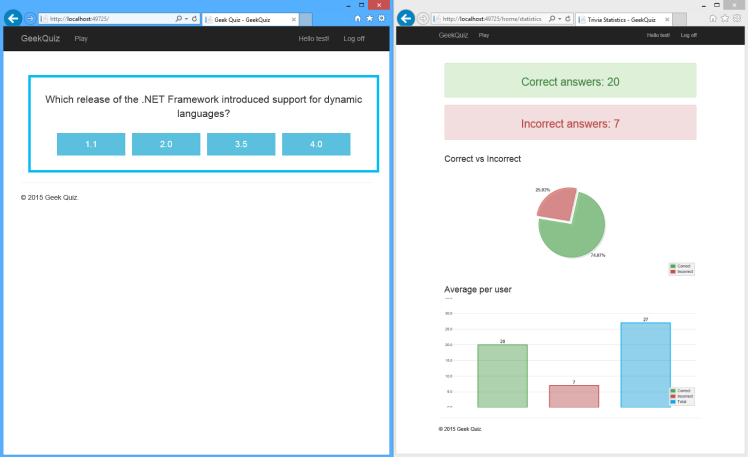 http://localhost:49725/
Geek Quiz - GeekQuiz
GeekQuiz
Play
Hello test!
Log off
Which release of the .NET Framework introduced support for dynamic
languages?
1.1
2.0
3.5
4.0
© 2015 Geek Quiz.
http://localhost:49725/home/statistics
Trivia Statistics - GeekQuiz
GeekQuiz
Play
Hello test!
Log off
Correct answers: 20
Incorrect answers: 7
Correct vs Incorrect
25.93%
74.07%
Correct
Incorrect
Average per user
30.0
25.0
20.0
15.0
10.0
5.0
20
7
27
Correct
Incorrect
Total
© 2015 Geek Quiz.